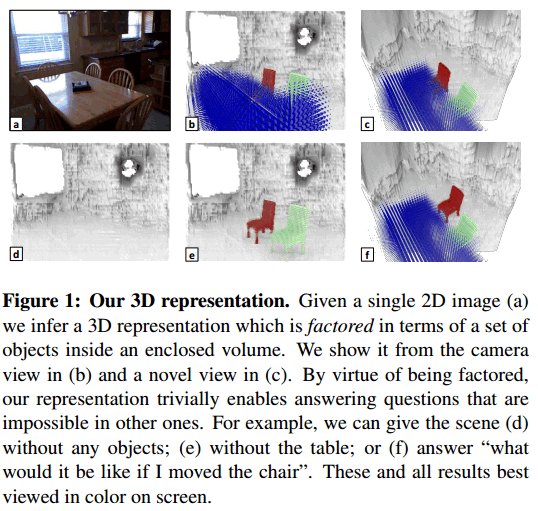 a
b
c
d
e
f
Figure 1: Our 3D representation. Given a single 2D image (a)
we infer a 3D representation which is factored in terms of a set of
objects inside an enclosed volume. We show it from the camera
view in (b) and a novel view in (c). By virtue of being factored,
our representation trivially enables answering questions that are
impossible in other ones. For example, we can give the scene (d)
without any objects; (e) without the table; or (f) answer “what
would it be like if I moved the chair”. These and all results best
viewed in color on screen.